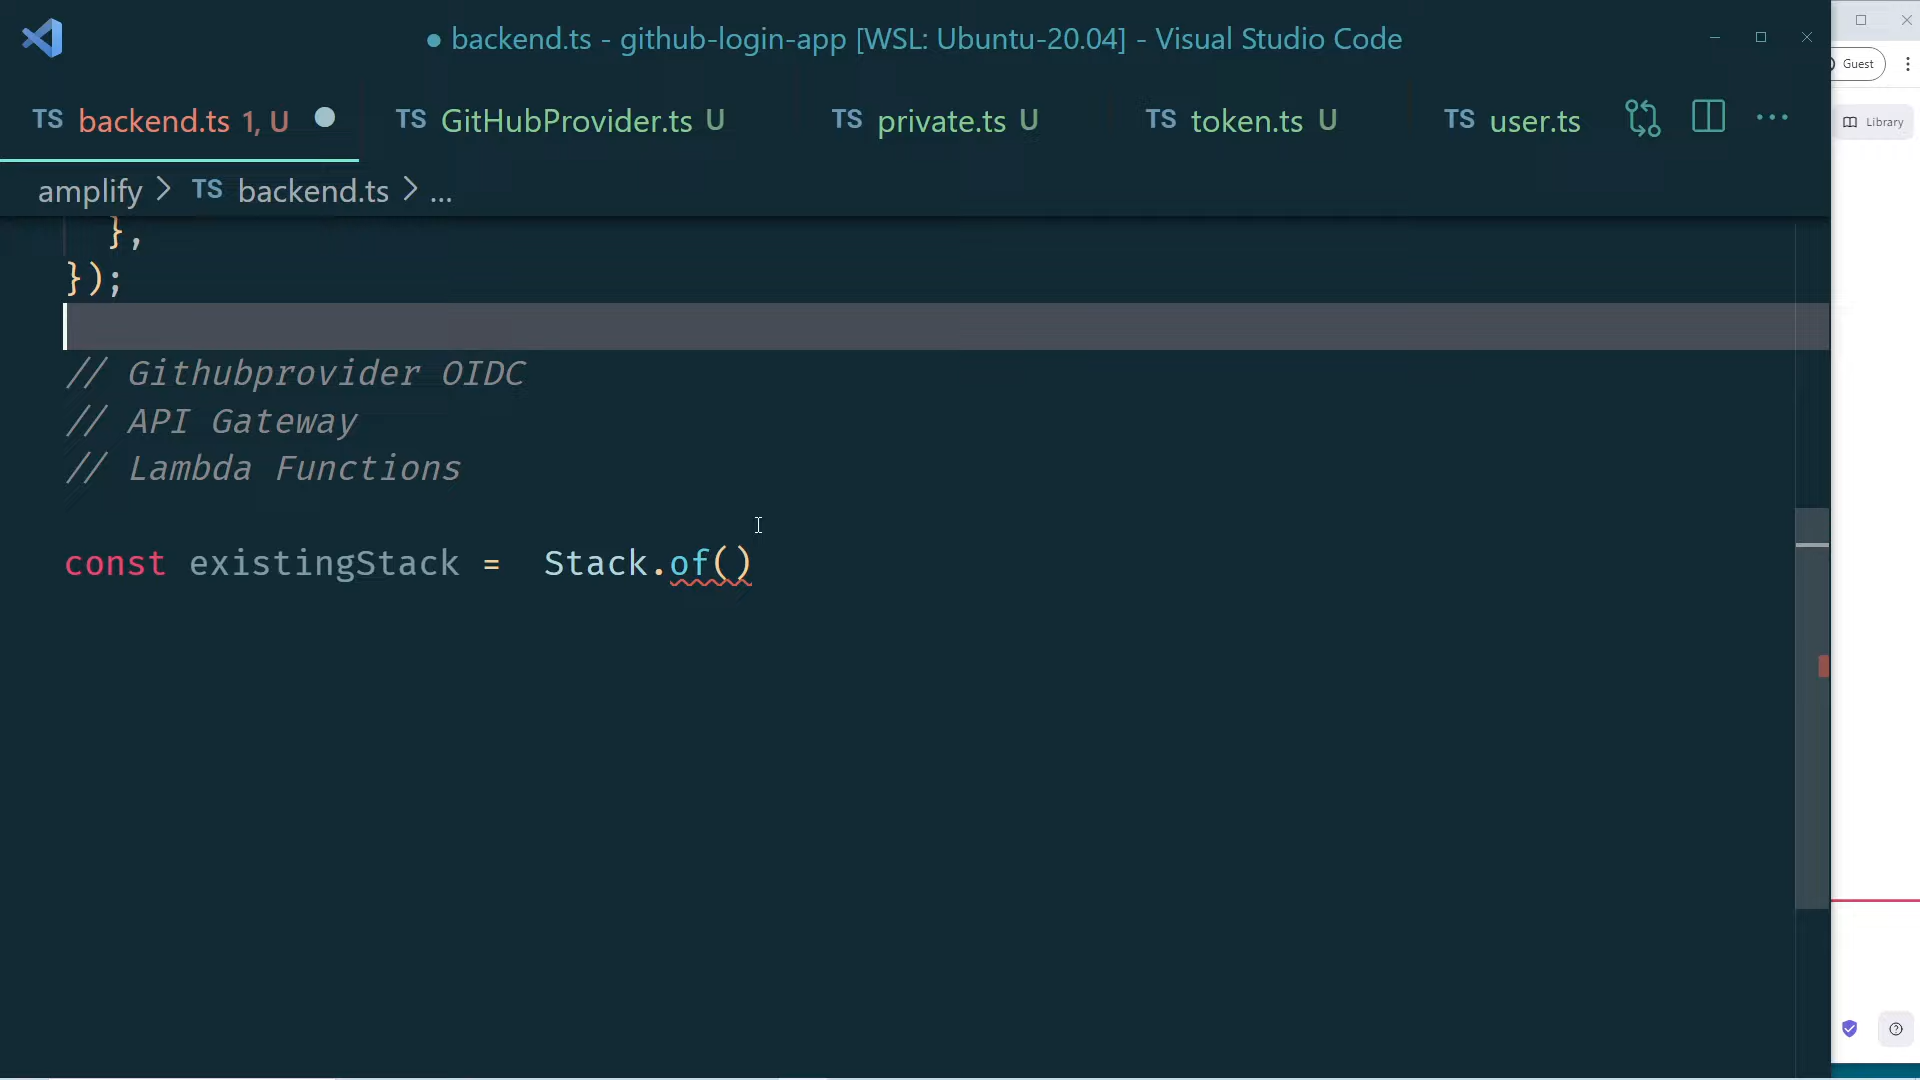 backend.ts - github-login-app [WSL: Ubuntu-20.04] - Visual Studio Code
Guest
TS backend.ts 1, U
TS GitHubProvider.ts U
TS private.ts U
TS token.ts U
TS user.ts
Library
amplify > TS backend.ts > ...
},
});
// Githubprovider OIDC
// API Gateway
// Lambda Functions
const existingStack =  Stack.of()